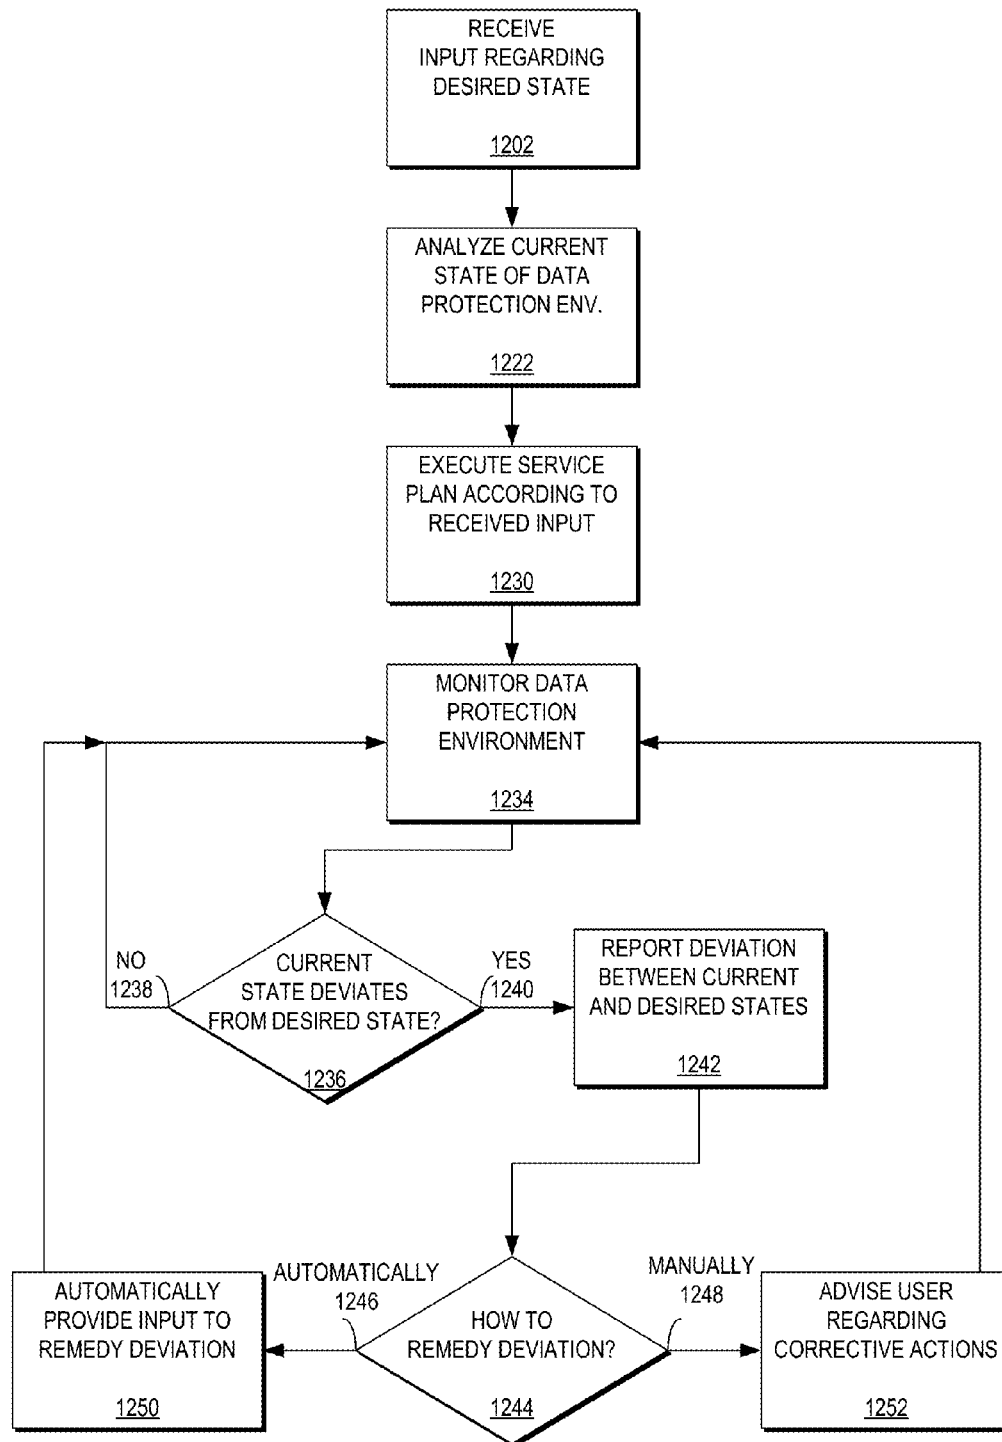 RECEIVE
INPUT REGARDING
DESIRED STATE
1202
ANALYZE CURRENT
STATE OF DATA
PROTECTION ENV.
1222
EXECUTE SERVICE
PLAN ACCORDING TO
RECEIVED INPUT
1230
MONITOR DATA
PROTECTION
ENVIRONMENT
1234
NO
1238
CURRENT
STATE DEVIATES
FROM DESIRED STATE?
1236
YES
1240
REPORT DEVIATION
BETWEEN CURRENT
AND DESIRED STATES
1242
AUTOMATICALLY
1246
HOW TO
REMEDY DEVIATION?
1244
MANUALLY
1248
AUTOMATICALLY
PROVIDE INPUT TO
REMEDY DEVIATION
1250
ADVISE USER
REGARDING
CORRECTIVE ACTIONS
1252